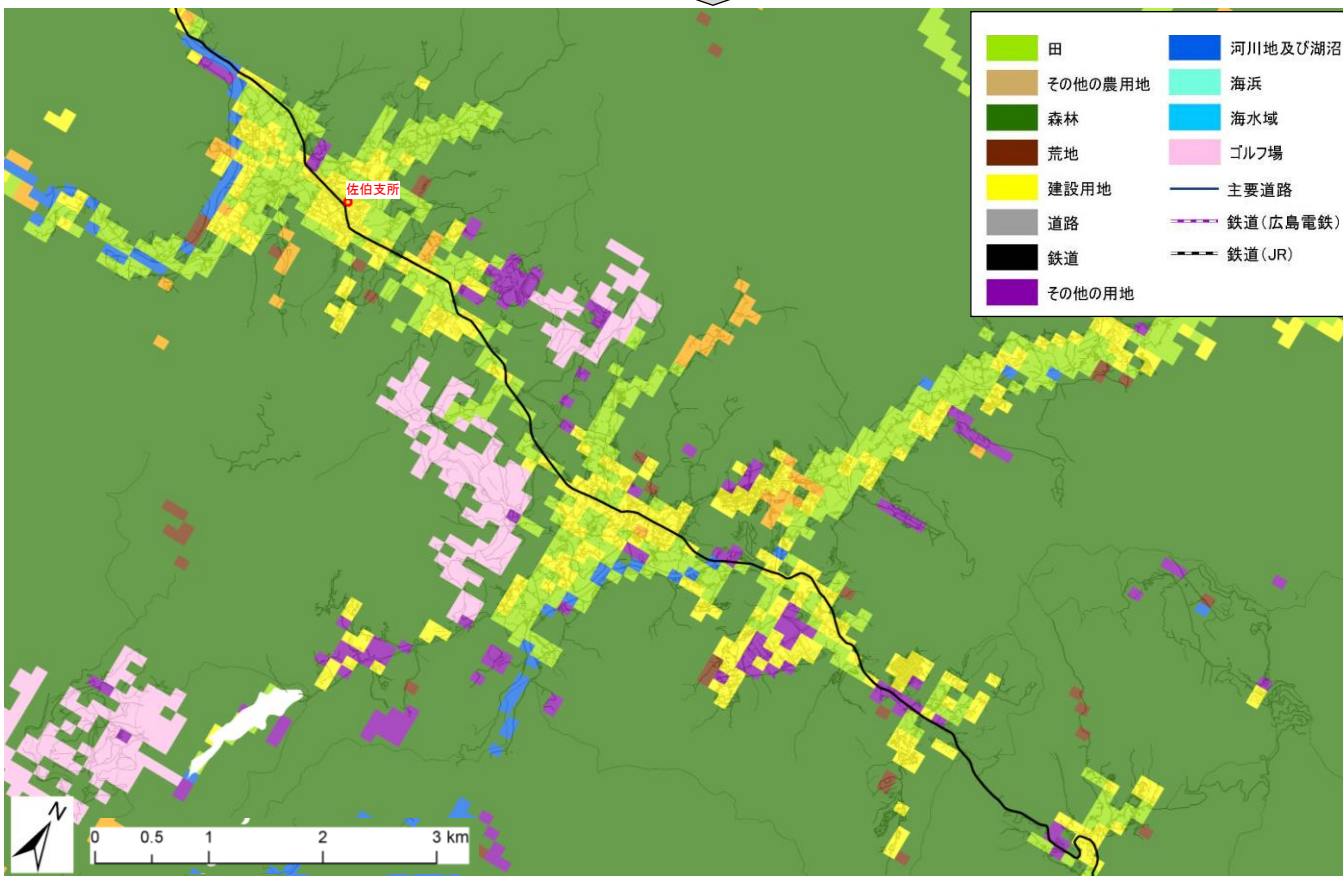 田
その他の農用地
森林
荒地
建設用地
道路
鉄道
その他の用地
河川地及び湖沼
海浜
海水域
ゴルフ場
主要道路
鉄道(広島電鉄)
鉄道(JR)
佐伯支所
N
0 0.5 1 2 3 km